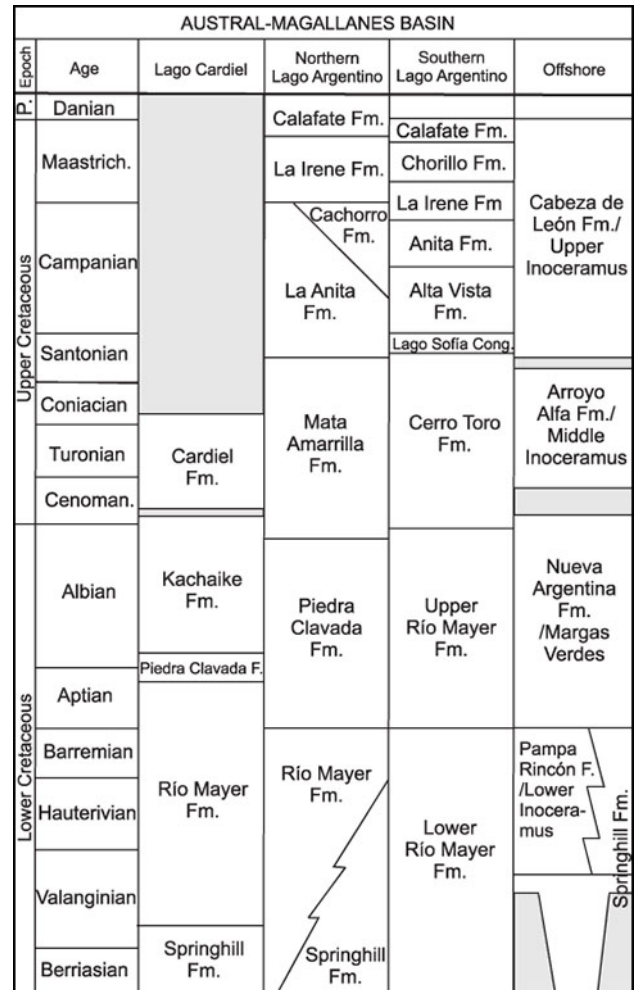 AUSTRAL-MAGALLANES BASIN
Epoch
Age
Lago Cardiel
Northern
Lago Argentino
Southern
Lago Argentino
Offshore
P.
Upper Cretaceous
Lower Cretaceous
Danian
Maastrich.
Campanian
Santonian
Coniacian
Turonian
Cenoman.
Albian
Aptian
Barremian
Hauterivian
Valanginian
Berriasian
Cardiel
Fm.
Kachaike
Fm.
Piedra Clavada F.
Río Mayer
Fm.
Springhill
Fm.
Calafate Fm.
La Irene Fm.
Cachorro
Fm.
La Anita
Fm.
Mata
Amarrilla
Fm.
Piedra
Clavada
Fm.
Río Mayer
Fm.
Springhill
Fm.
Calafate Fm.
Chorillo Fm.
La Irene Fm
Anita Fm.
Alta Vista
Fm.
Lago Sofía Cong.
Cerro Toro
Fm.
Upper
Río Mayer
Fm.
Lower
Río Mayer
Fm.
Cabeza de
León Fm./
Upper
Inoceramus
Arroyo
Alfa Fm./
Middle
Inoceramus
Nueva
Argentina
Fm.
/Margas
Verdes
Pampa
Rincón F.
/Lower
Inocera-
mus
Springhill Fm.